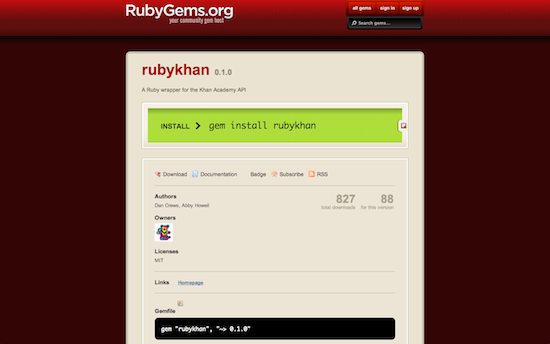 RubyGems.org
your community gem host
all gems sign in sign up
Search gems...
rubykhan 0.1.0
A Ruby wrapper for the Khan Academy API
INSTALL > gem install rubykhan
Download Documentation Badge Subscribe RSS
Authors
Dan Crews, Abby Howell
827 88
total downloads for this version
Owners
Licenses
MIT
Links Homepage
Gemfile
gem "rubykhan", "~> 0.1.0"